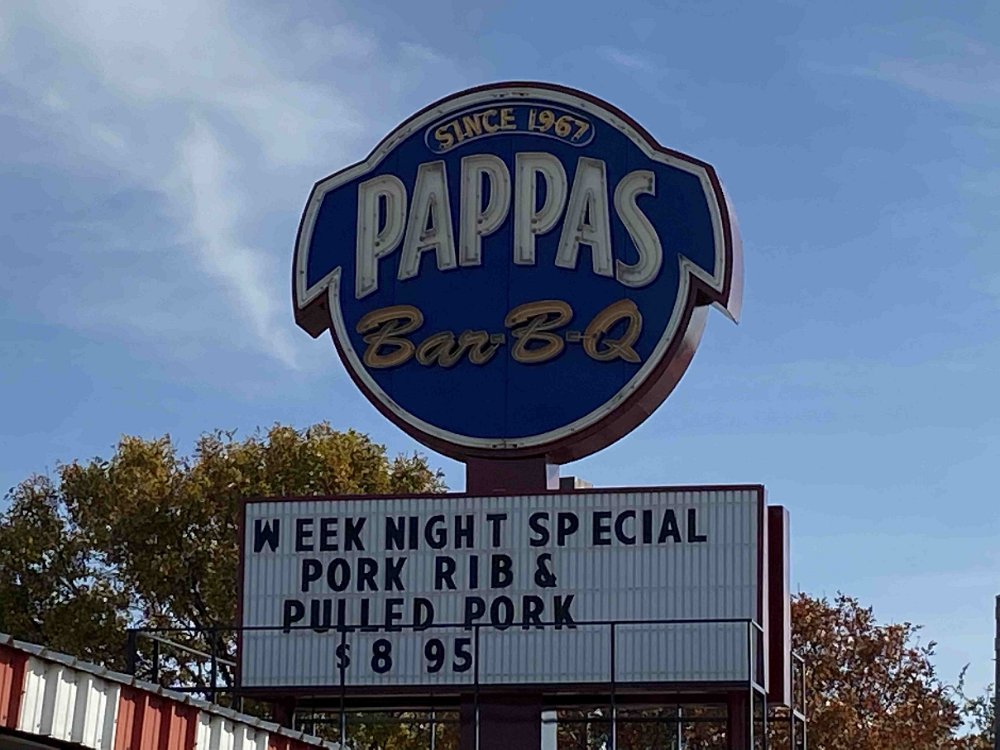 SINCE 1967
PAPPAS
Bar-B-Q
WEEK NIGHT SPECIAL
PORK RIB &
PULLED PORK
$ 8 95